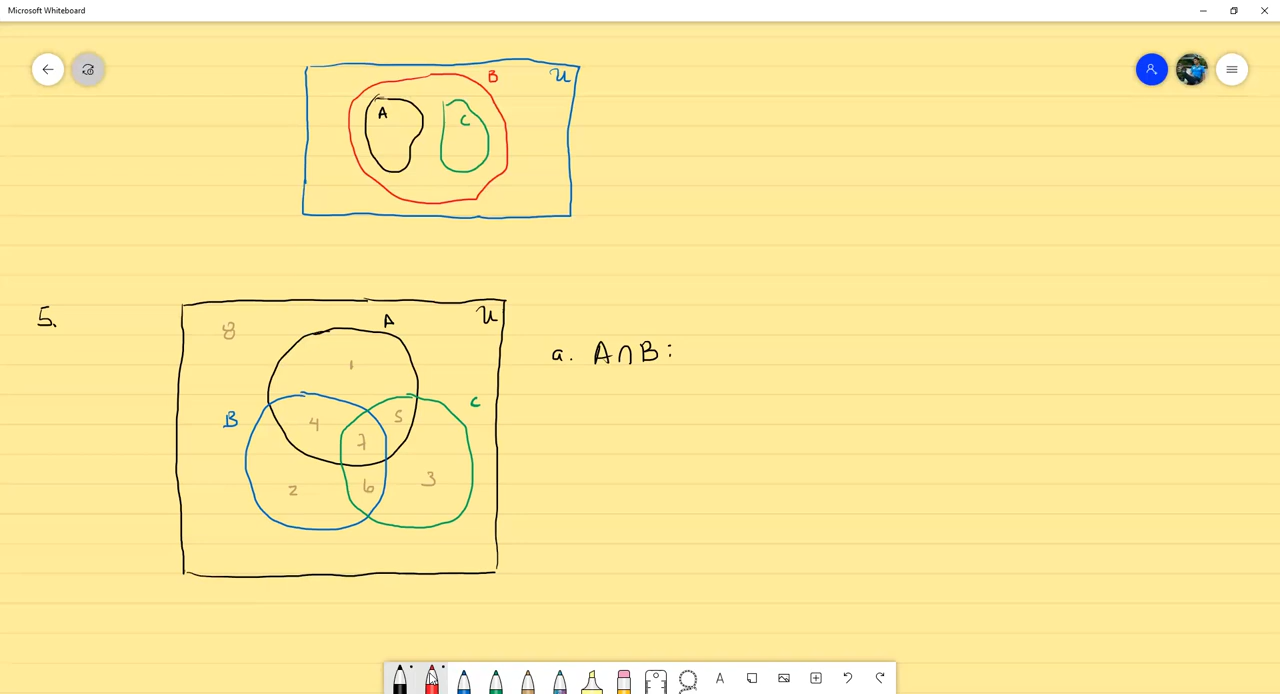 Microsoft Whiteboard
B U
A C
5.
A U
8
1
a. A∩B:
B C
4 5
7
2 6 3
A